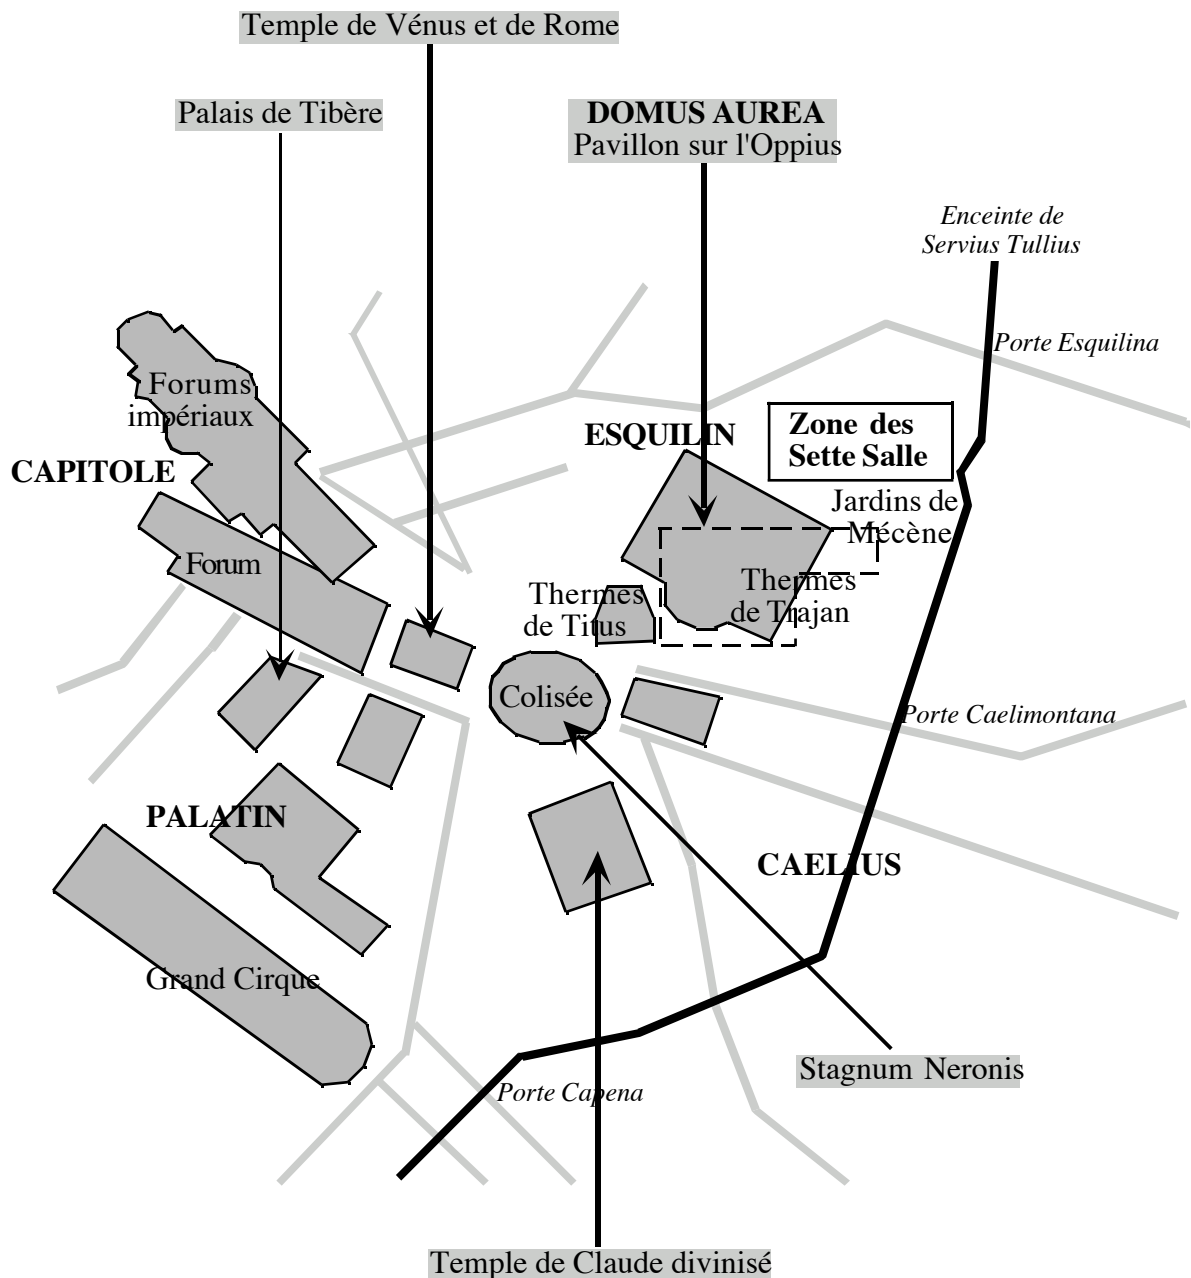 Temple de Vénus et de Rome
Palais de Tibère
DOMUS AUREA
Pavillon sur l'Oppius
Enceinte de
Servius Tullius
Porte Esquilina
Forums
impériaux
Zone des
Sette Salle
ESQUILIN
CAPITOLE
Jardins de
Mécène
Forum
Thermes
de Trajan
Thermes
de Titus
Colisée
Porte Caelimontana
PALATIN
CAELIUS
Grand Cirque
Stagnum Neronis
Porte Capena
Temple de Claude divinisé